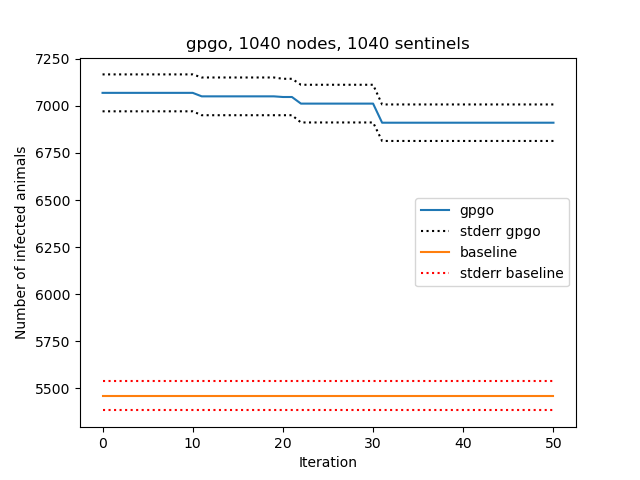 gpgo, 1040 nodes, 1040 sentinels
7250
7000
6750
6500
6250
6000
5750
5500
Number of infected animals
gpgo
stderr gpgo
baseline
stderr baseline
0 10 20 30 40 50
Iteration